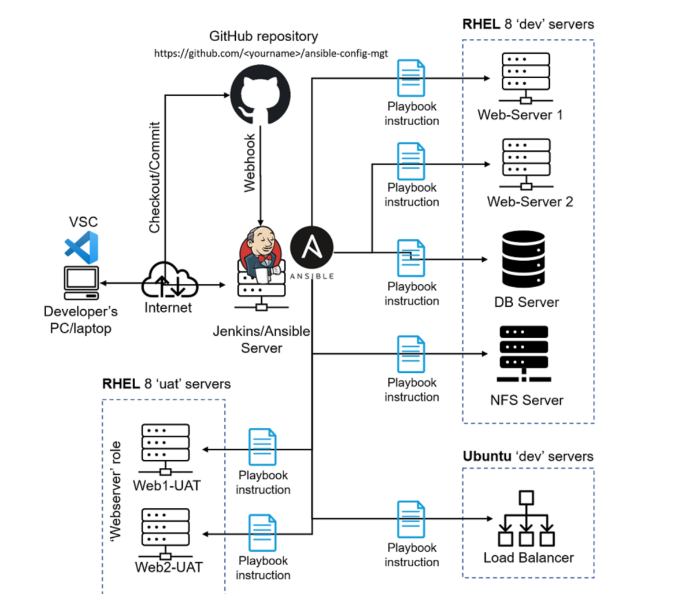 RHEL 8 ‘dev’ servers
GitHub repository
https://github.com/<yourname>/ansible-config-mgt
Playbook
instruction
Web-Server 1
Checkout/Commit
Webhook
Playbook
instruction
Web-Server 2
VSC
ANSIBLE
Playbook
instruction
DB Server
Developer's
PC/laptop
Internet
Jenkins/Ansible
Server
Playbook
instruction
NFS Server
RHEL 8 ‘uat’ servers
‘Webserver’ role
Web1-UAT
Playbook
instruction
Web2-UAT
Playbook
instruction
Ubuntu ‘dev’ servers
Playbook
instruction
Load Balancer